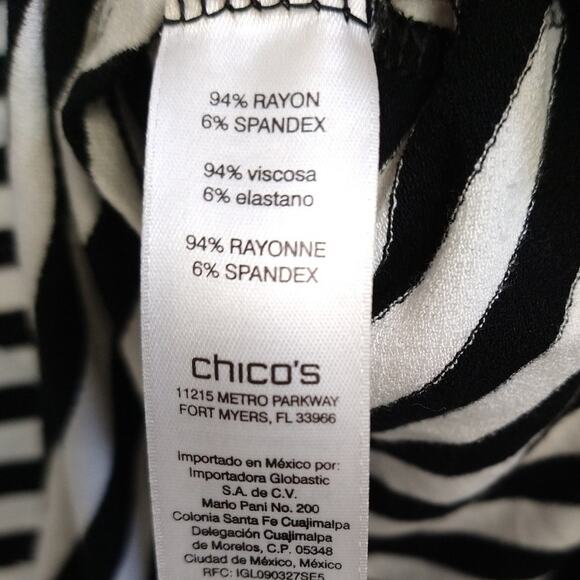 94% RAYON
6% SPANDEX
94% viscosa
6% elastano
94% RAYONNE
6% SPANDEX
chico's
11215 METRO PARKWAY
FORT MYERS, FL 33966
Importado en México por:
Importadora Globastic
S.A. de C.V.
Mario Pani No. 200
Colonia Santa Fe Cuajimalpa
Delegación Cuajimalpa
de Morelos, C.P. 05348
Ciudad de México, México
RFC: IGL090327SE5